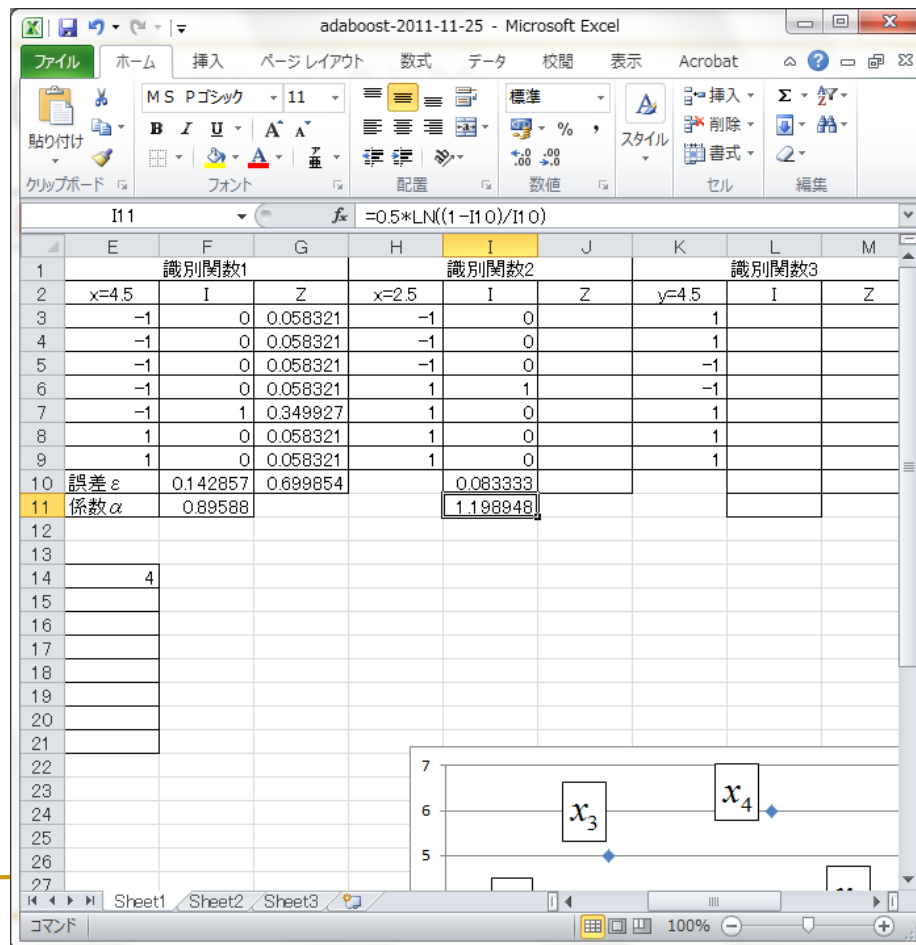 adaboost-2011-11-25 - Microsoft Excel
ファイル ホーム 挿入 ページ レイアウト 数式 データ 校閲 表示 Acrobat
貼り付け
MS Pゴシック 11
B I U A A
標準
% ,
スタイル
挿入
削除
書式
Σ
クリップボード フォント 配置 数値 セル 編集
I11 fx =0.5*LN((1-I10)/I10)
E F G H I J K L M
1 識別関数1 識別関数2 識別関数3
2 x=4.5 I Z x=2.5 I Z y=4.5 I Z
3 -1 0 0.058321 -1 0 1
4 -1 0 0.058321 -1 0 1
5 -1 0 0.058321 -1 0 -1
6 -1 0 0.058321 1 1 -1
7 -1 1 0.349927 1 0 1
8 1 0 0.058321 1 0 1
9 1 0 0.058321 1 0 1
10 誤差ε 0.142857 0.699854 0.083333
11 係数α 0.89588 1.198948
12
13
14 4
15
16
17
18
19
20
21
22 7
23
24 6 x3 x4
25
26 5
27
Sheet1 Sheet2 Sheet3
コマンド 100%